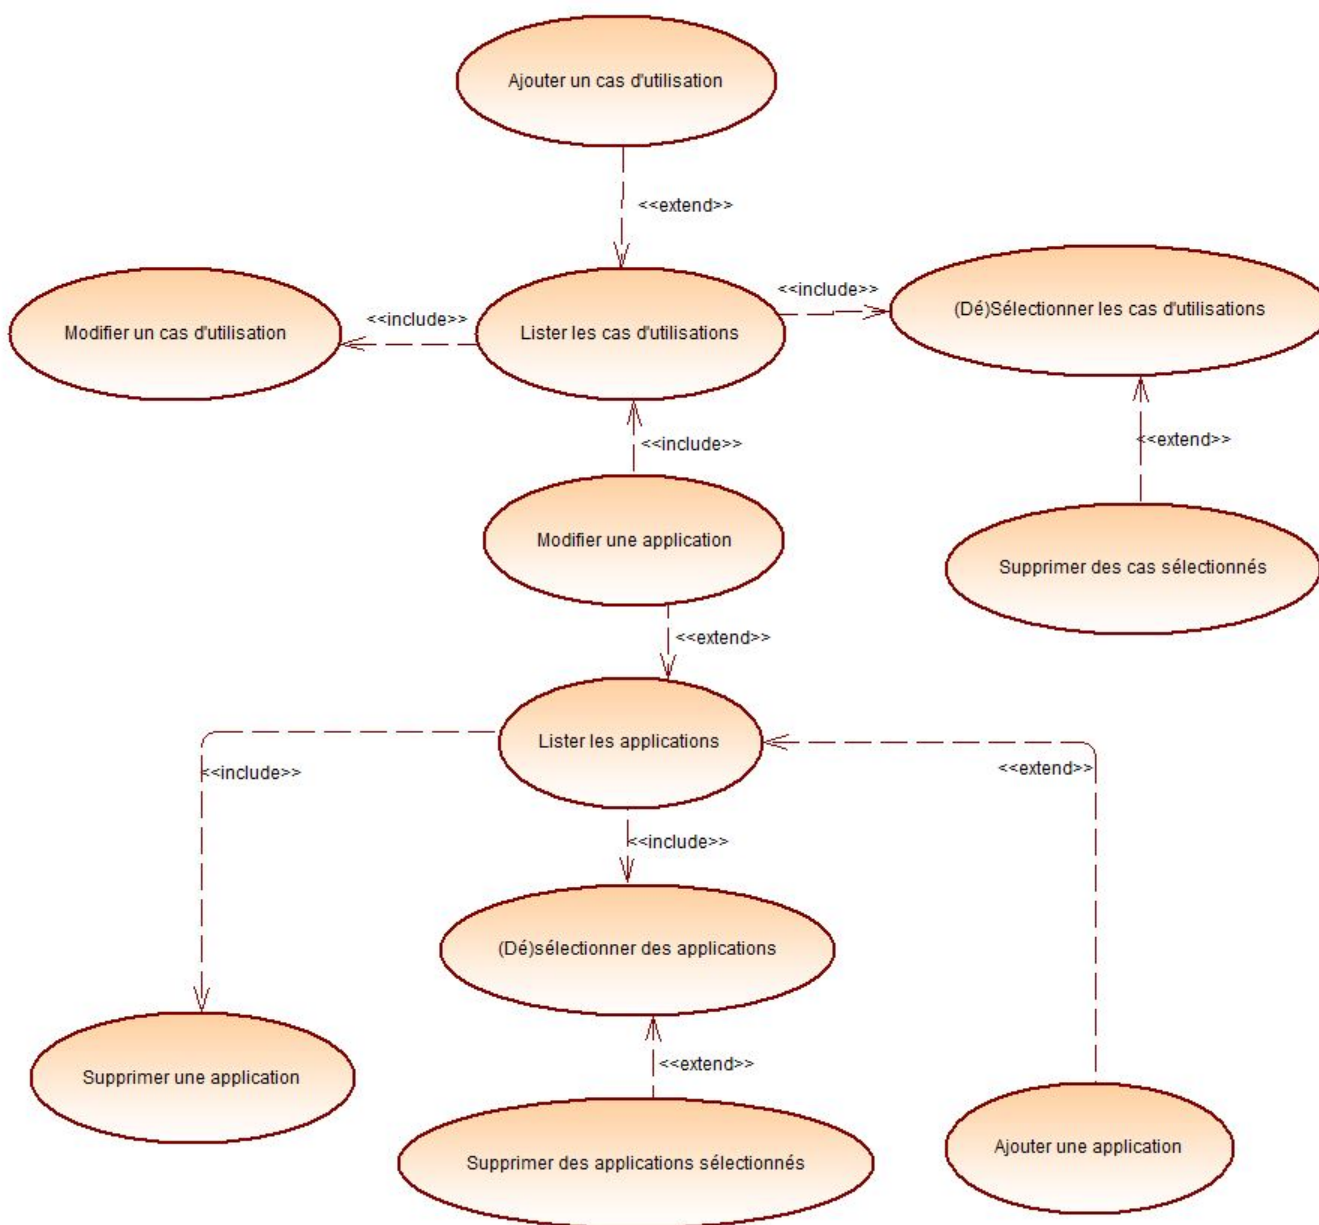 Ajouter un cas d'utilisation
<<extend>>
<<include>>
(Dé)Sélectionner les cas d'utilisations
<<include>>
Modifier un cas d'utilisation
Lister les cas d'utilisations
<<include>>
<<extend>>
Modifier une application
Supprimer des cas sélectionnés
<<extend>>
Lister les applications
<<include>>
<<extend>>
<<include>>
(Dé)sélectionner des applications
<<extend>>
Supprimer une application
Ajouter une application
Supprimer des applications sélectionnés